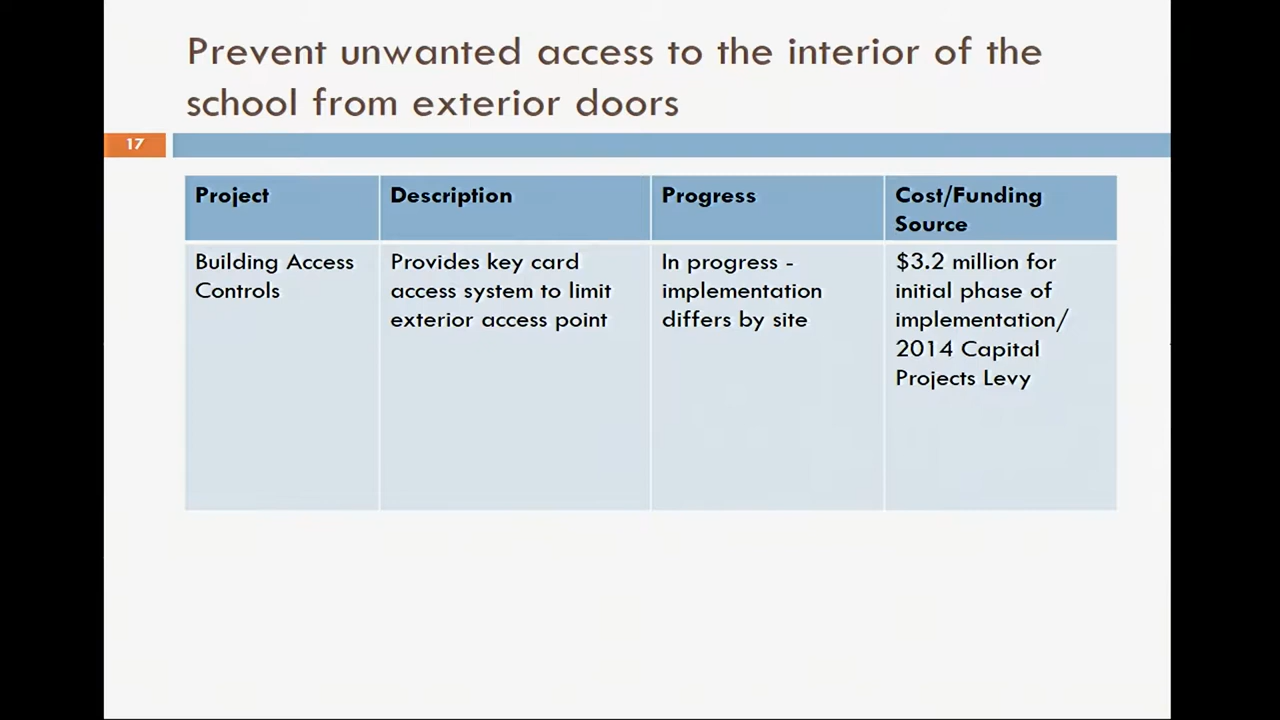 Prevent unwanted access to the interior of the
school from exterior doors
17
Project
Description
Progress
Cost/Funding
Source
Building Access
Controls
Provides key card
access system to limit
exterior access point
In progress -
implementation
differs by site
$3.2 million for
initial phase of
implementation/
2014 Capital
Projects Levy